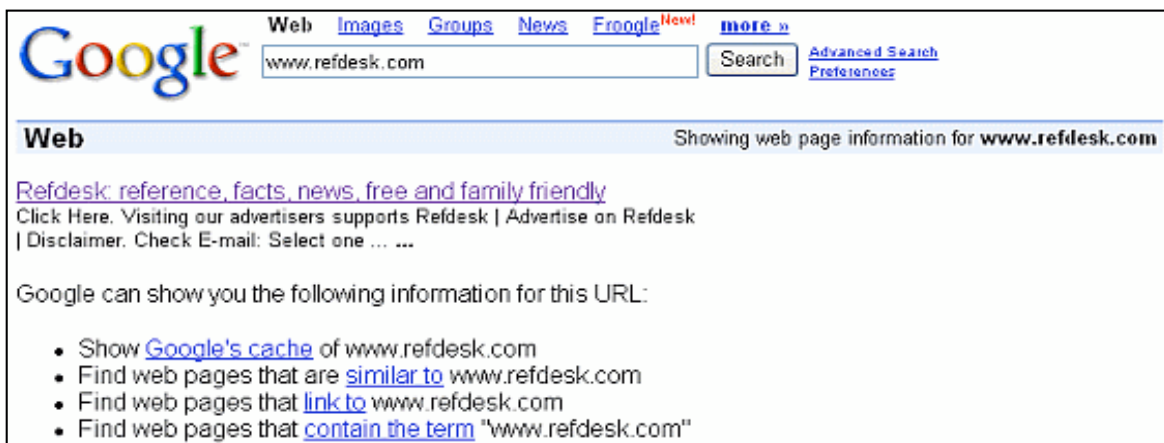 Google™ Web Images Groups News Froogle New! more »
www.refdesk.com Search Advanced Search
Preferences
Web Showing web page information for www.refdesk.com
Refdesk: reference, facts, news, free and family friendly
Click Here. Visiting our advertisers supports Refdesk | Advertise on Refdesk
| Disclaimer. Check E-mail: Select one ... ...
Google can show you the following information for this URL:
• Show Google's cache of www.refdesk.com
• Find web pages that are similar to www.refdesk.com
• Find web pages that link to www.refdesk.com
• Find web pages that contain the term "www.refdesk.com"